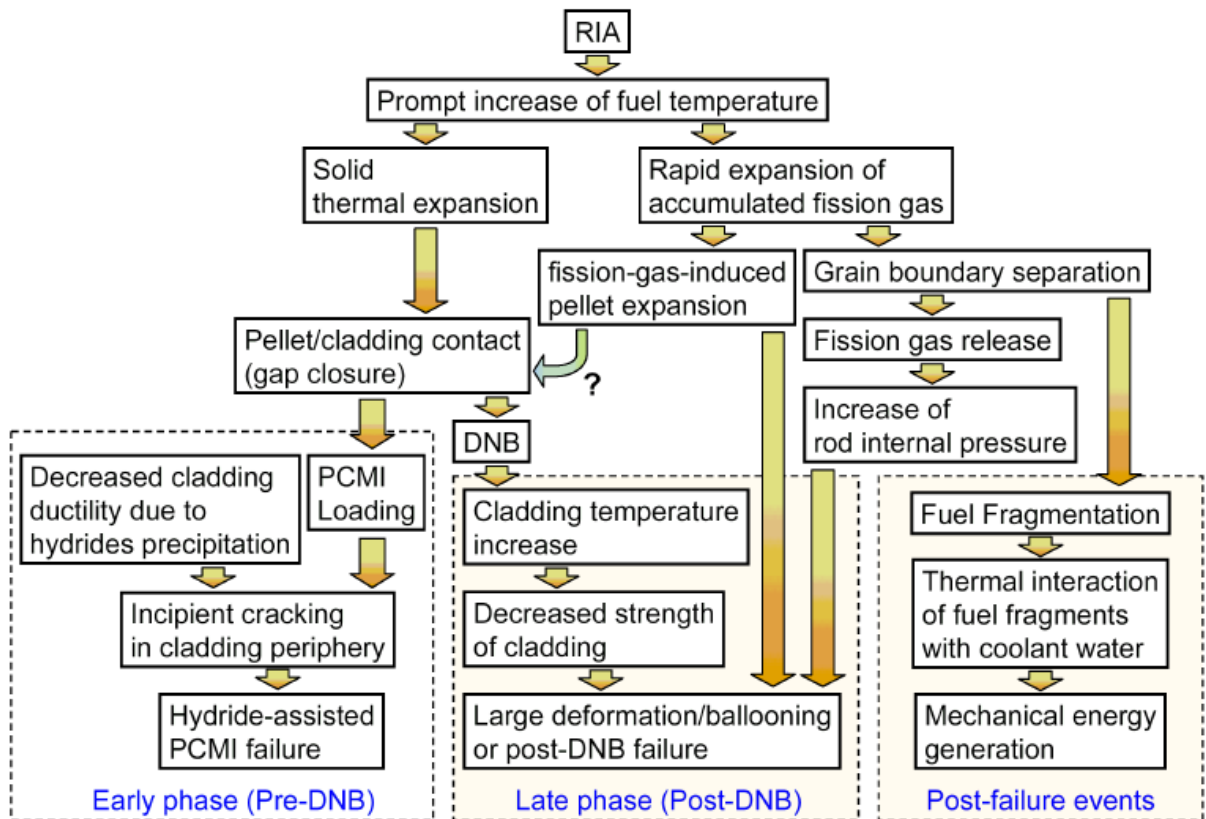 RIA
Prompt increase of fuel temperature
Solid
thermal expansion
Rapid expansion of
accumulated fission gas
fission-gas-induced
pellet expansion
Grain boundary separation
Pellet/cladding contact
(gap closure)
?
Fission gas release
Increase of
rod internal pressure
DNB
Decreased cladding
ductility due to
hydrides precipitation
PCMI
Loading
Incipient cracking
in cladding periphery
Hydride-assisted
PCMI failure
Early phase (Pre-DNB)
Cladding temperature
increase
Decreased strength
of cladding
Large deformation/ballooning
or post-DNB failure
Late phase (Post-DNB)
Fuel Fragmentation
Thermal interaction
of fuel fragments
with coolant water
Mechanical energy
generation
Post-failure events